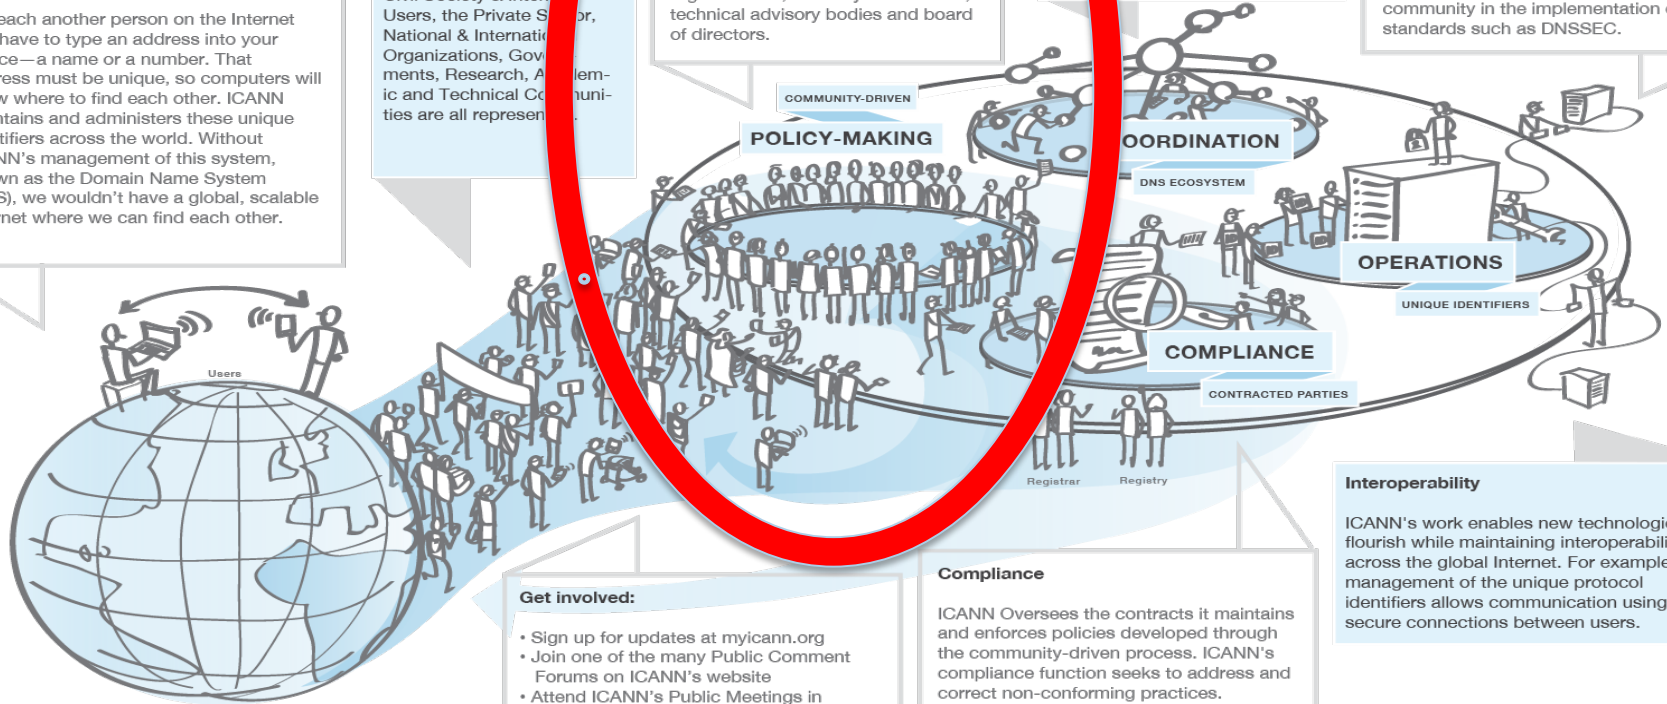 each another person on the Internet
have to type an address into your
ce—a name or a number. That
ress must be unique, so computers will
w where to find each other. ICANN
ntains and administers these unique
tifiers across the world. Without
NN's management of this system,
wn as the Domain Name System
S), we wouldn't have a global, scalable
rnet where we can find each other.
Users, the Private S or,
National & Internatio
Organizations, Gov
ments, Research, A lem-
ic and Technical Co muni-
ties are all represen .
technical advisory bodies and board
of directors.
community in the implementation o
standards such as DNSSEC.
COMMUNITY-DRIVEN
POLICY-MAKING
OORDINATION
DNS ECOSYSTEM
OPERATIONS
UNIQUE IDENTIFIERS
COMPLIANCE
CONTRACTED PARTIES
Users
Registrar
Registry
Get involved:
• Sign up for updates at myicann.org
• Join one of the many Public Comment
Forums on ICANN's website
• Attend ICANN's Public Meetings in
Compliance
ICANN Oversees the contracts it maintains
and enforces policies developed through
the community-driven process. ICANN's
compliance function seeks to address and
correct non-conforming practices.
Interoperability
ICANN's work enables new technologi
flourish while maintaining interoperabili
across the global Internet. For example
management of the unique protocol
identifiers allows communication using
secure connections between users.